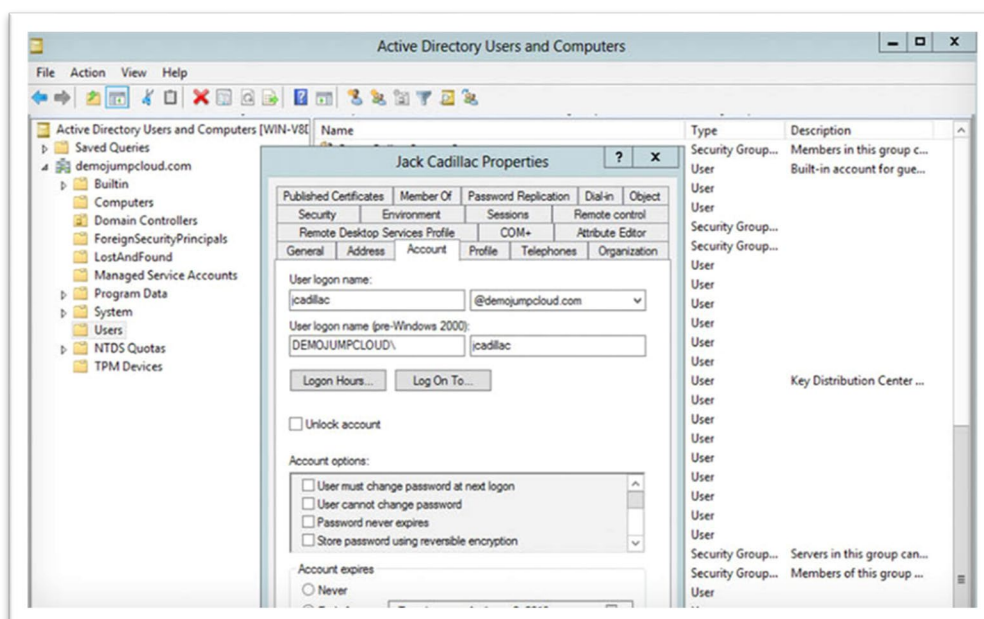 Active Directory Users and Computers
File Action View Help
Active Directory Users and Computers [WIN-V8D
Saved Queries
demojumpcloud.com
Builtin
Computers
Domain Controllers
ForeignSecurityPrincipals
LostAndFound
Managed Service Accounts
Program Data
System
Users
NTDS Quotas
TPM Devices
Name Type Description
Jack Cadillac Properties ? X
Published Certificates Member Of Password Replication Dial-in Object
Security Environment Sessions Remote control
Remote Desktop Services Profile COM+ Attribute Editor
General Address Account Profile Telephones Organization
User logon name:
jcadillac @demojumpcloud.com
User logon name (pre-Windows 2000):
DEMOJUMPCLOUD\ jcadillac
Logon Hours... Log On To...
Unlock account
Account options:
User must change password at next logon
User cannot change password
Password never expires
Store password using reversible encryption
Account expires
Never
Security Group... Members in this group c...
User Built-in account for gue...
User
User
Security Group...
Security Group...
User
User
User
User
User
User
User Key Distribution Center ...
User
User
User
User
User
User
User
User
Security Group... Servers in this group can...
Security Group... Members of this group ...
User